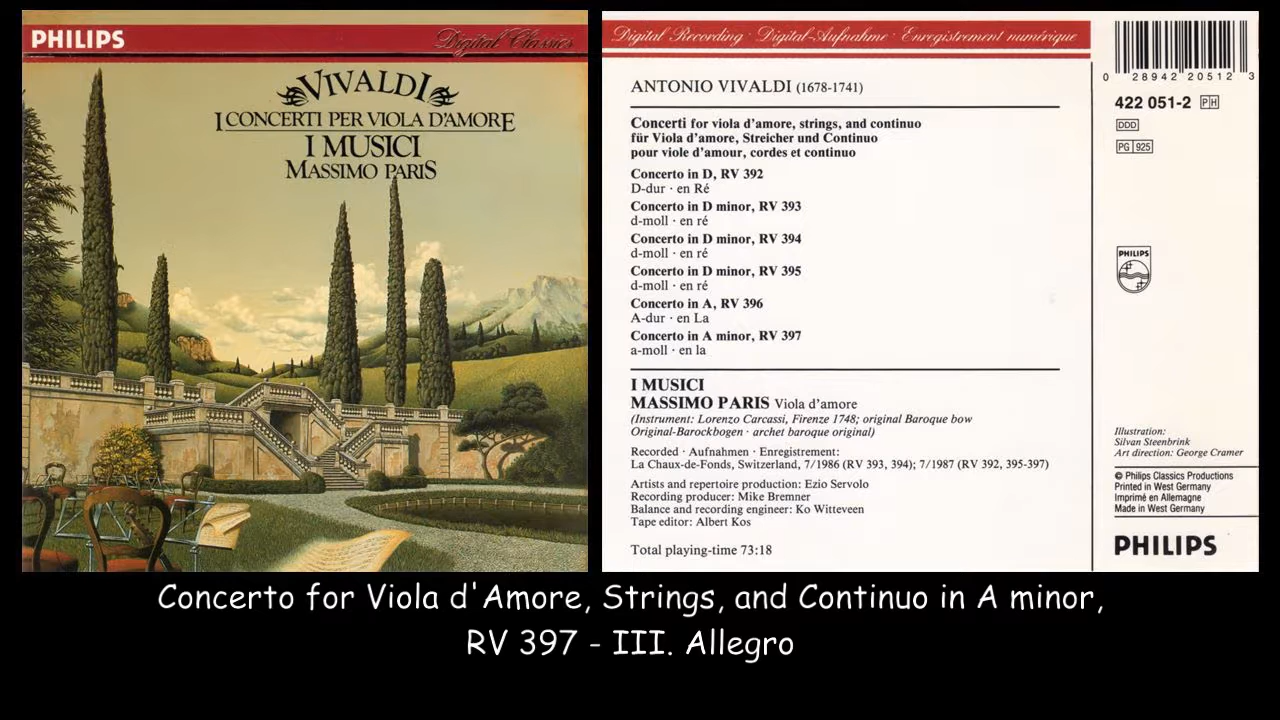 PHILIPS
Digital Classics
VIVALDI
I CONCERTI PER VIOLA D'AMORE
I MUSICI
MASSIMO PARIS
Digital Recording · Digital-Aufnahme · Enregistrement numérique
ANTONIO VIVALDI (1678-1741)
Concerti for viola d'amore, strings, and continuo
für Viola d'amore, Streicher und Continuo
pour viole d'amour, cordes et continuo
Concerto in D, RV 392
D-dur · en Ré
Concerto in D minor, RV 393
d-moll · en ré
Concerto in D minor, RV 394
d-moll · en ré
Concerto in D minor, RV 395
d-moll · en ré
Concerto in A, RV 396
A-dur · en La
Concerto in A minor, RV 397
a-moll · en la
I MUSICI
MASSIMO PARIS Viola d'amore
(Instrument: Lorenzo Carcassi, Firenze 1748; original Baroque bow
Original-Barockbogen · archet baroque original)
Recorded · Aufnahmen · Enregistrement:
La Chaux-de-Fonds, Switzerland, 7/1986 (RV 393, 394); 7/1987 (RV 392, 395-397)
Artists and repertoire production: Ezio Servolo
Recording producer: Mike Bremner
Balance and recording engineer: Ko Witteveen
Tape editor: Albert Kos
Total playing-time 73:18
0 28942 20512 3
422 051-2 PH
DDD
PG 925
PHILIPS
Illustration:
Silvan Steenbrink
Art direction: George Cramer
© Philips Classics Productions
Printed in West Germany
Imprimé en Allemagne
Made in West Germany
PHILIPS
Concerto for Viola d'Amore, Strings, and Continuo in A minor,
RV 397 - III. Allegro